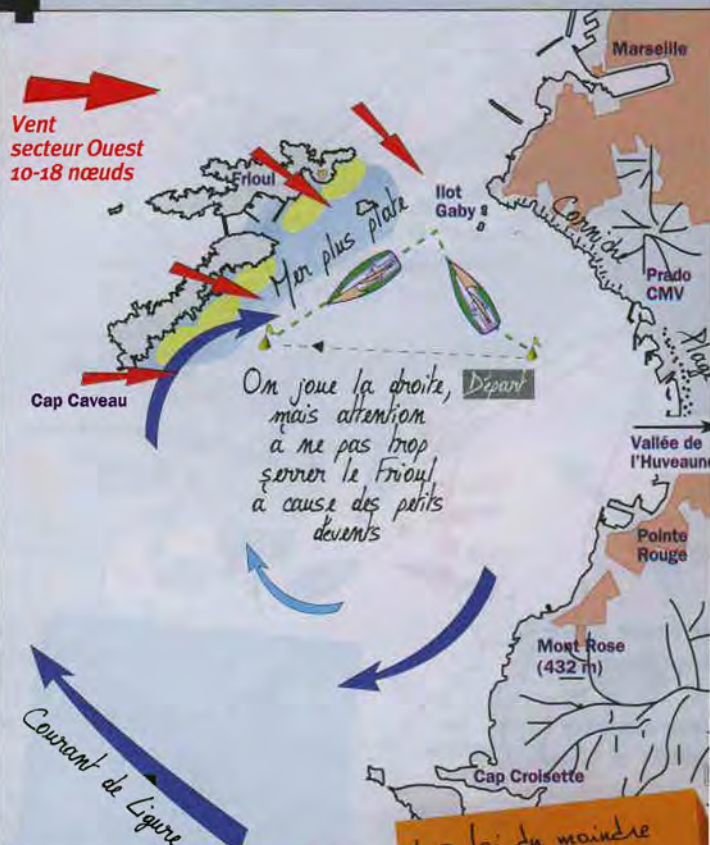 Marseille
Vent
secteur Ouest
10-18 nœuds
Frioul
Ilot
Gaby
Mer plus plate
Corniche
Prado
CMV
Plage
Cap Caveau
On joue la droite,
mais attention
à ne pas trop
serrer le Frioul
à cause des petits
dévents
Départ
Vallée de
l'Huveaune
Pointe
Rouge
Mont Rose
(432 m)
Courant de Ligure
Cap Croisette
loi du moindre